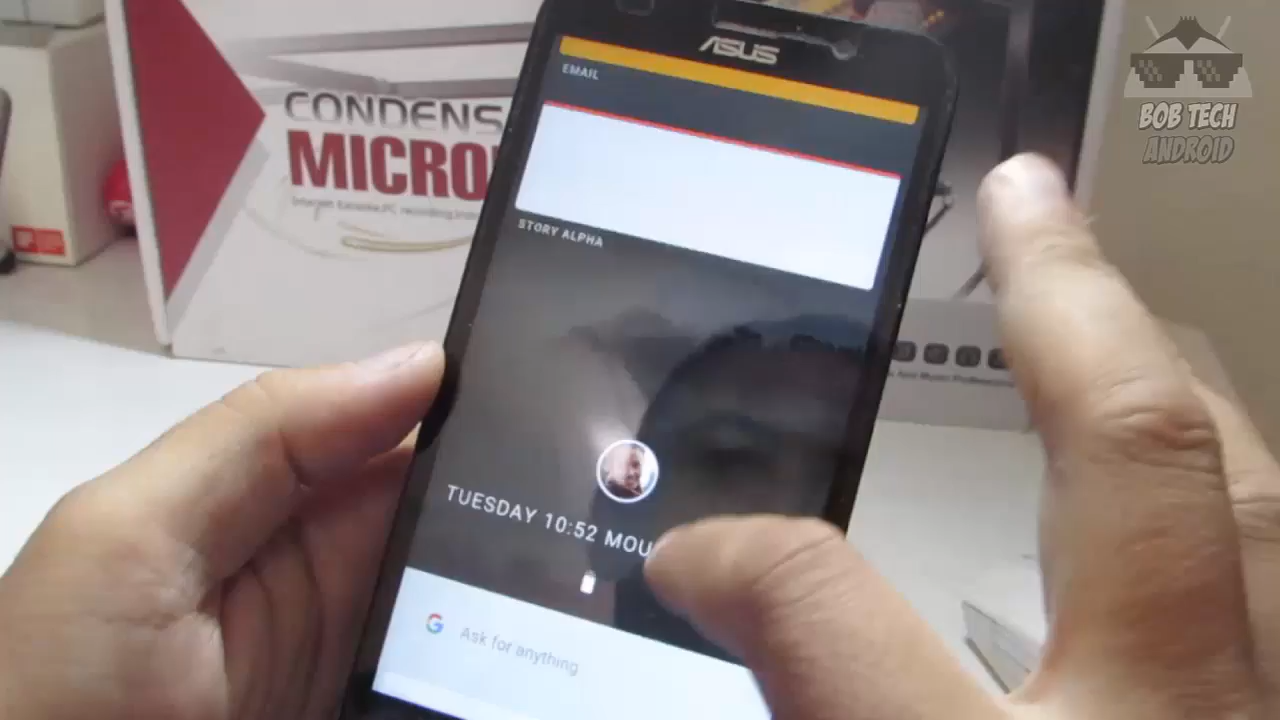 ASUS
EMAIL
STORY ALPHA
TUESDAY 10:52 MOU
G Ask for anything
CONDENS
MICRO
BOB TECH
ANDROID